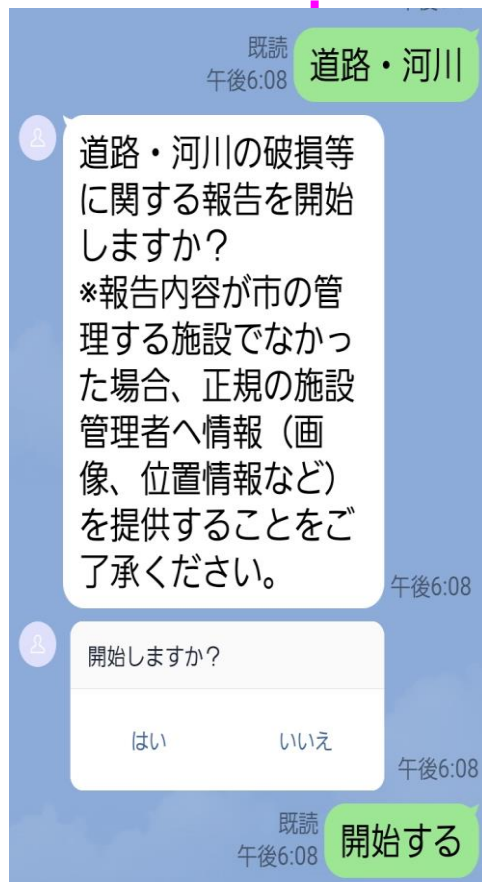 既読
午後6:08
道路・河川
道路・河川の破損等
に関する報告を開始
しますか？
※報告内容が市の管
理する施設でなかっ
た場合、正規の施設
管理者へ情報（画
像、位置情報など）
を提供することをご
了承ください。
午後6:08
開始しますか？
はい いいえ
午後6:08
既読
午後6:08
開始する